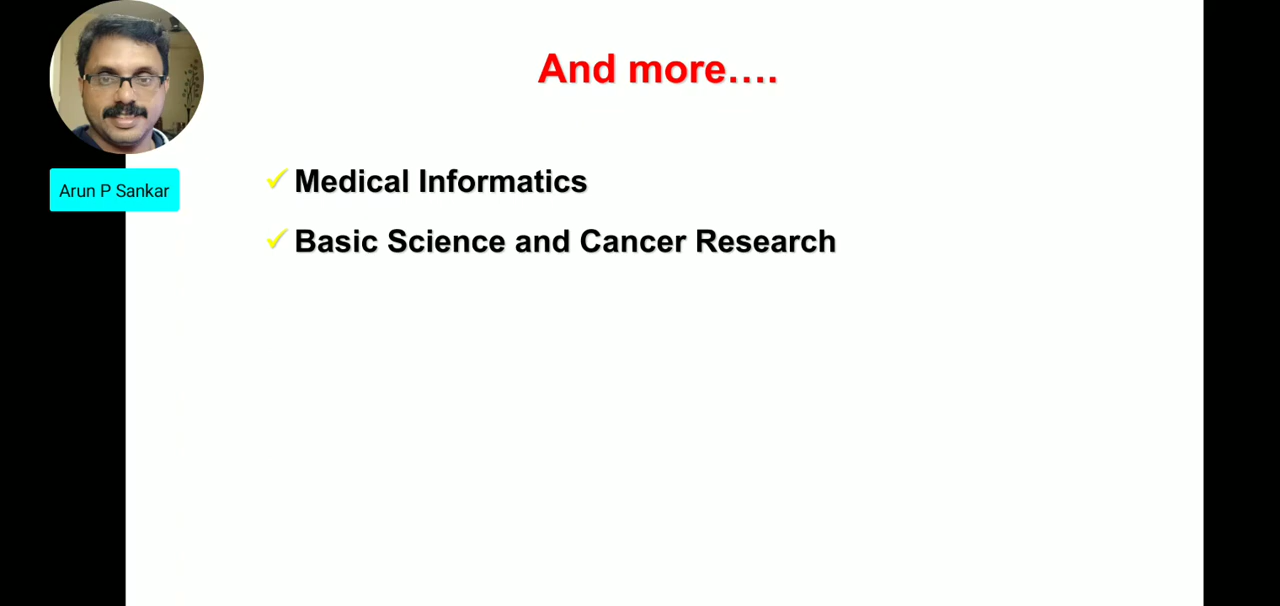 And more….
Arun P Sankar
✓ Medical Informatics
✓ Basic Science and Cancer Research